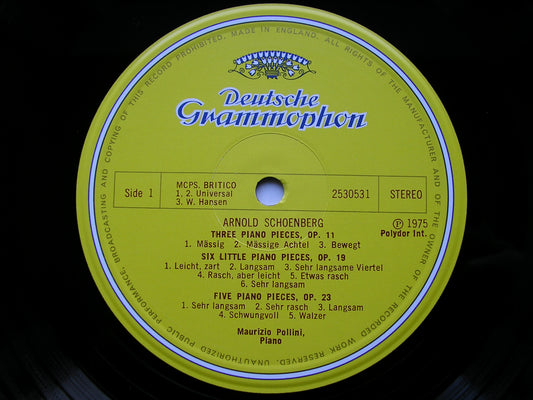 MADE IN ENGLAND. ALL RIGHTS OF THE MANUFACTURER AND OF THE OWNER OF THE RECORDED WORK RESERVED. UNAUTHORIZED PUBLIC PERFORMANCE, BROADCASTING AND COPYING OF THIS RECORD PROHIBITED.
Deutsche
Grammophon
Side 1
MCPS. BRITICO
1. 2. Universal
3. W. Hansen
2530531
STEREO
ARNOLD SCHOENBERG
THREE PIANO PIECES, OP. 11
1. Mässig 2. Mässige Achtel 3. Bewegt
℗ 1975
Polydor Int.
SIX LITTLE PIANO PIECES, OP. 19
1. Leicht, zart 2. Langsam 3. Sehr langsame Viertel
4. Rasch, aber leicht 5. Etwas rasch
6. Sehr langsam
FIVE PIANO PIECES, OP. 23
1. Sehr langsam 2. Sehr rasch 3. Langsam
4. Schwungvoll 5. Walzer
Maurizio Pollini,
Piano